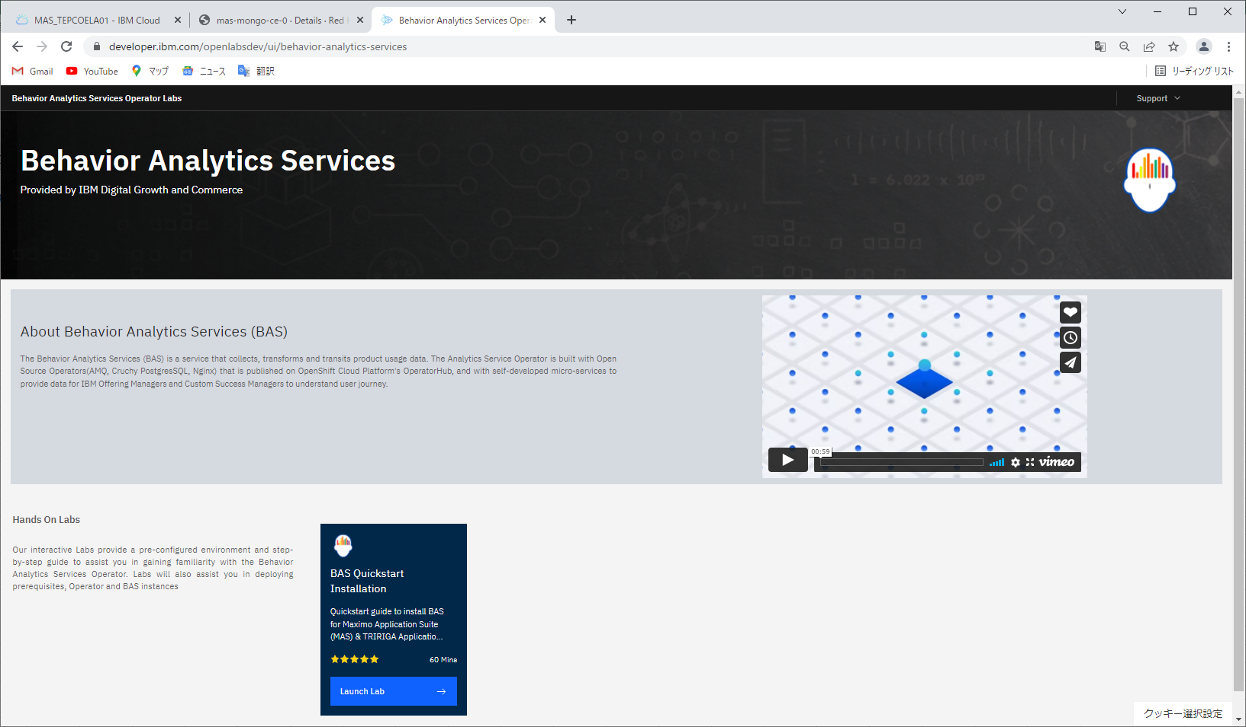 MAS_TEPCOELA01 - IBM Cloud
mas-mongo-ce-0 · Details · Red
Behavior Analytics Services Oper
developer.ibm.com/openlabsdev/ui/behavior-analytics-services
Gmail
YouTube
マップ
ニュース
翻訳
リーディング リスト
Behavior Analytics Services Operator Labs
Support
Behavior Analytics Services
Provided by IBM Digital Growth and Commerce
About Behavior Analytics Services (BAS)
The Behavior Analytics Services (BAS) is a service that collects, transforms and transits product usage data. The Analytics Service Operator is built with Open
Source Operators(AMQ, Cruchy PostgresSQL, Nginx) that is published on OpenShift Cloud Platform's OperatorHub, and with self-developed micro-services to
provide data for IBM Offering Managers and Custom Success Managers to understand user journey.
00:59
vimeo
Hands On Labs
Our interactive Labs provide a pre-configured environment and step-
by-step guide to assist you in gaining familiarity with the Behavior
Analytics Services Operator. Labs will also assist you in deploying
prerequisites, Operator and BAS instances
BAS Quickstart
Installation
Quickstart guide to install BAS
for Maximo Application Suite
(MAS) & TRIRIGA Applicatio...
60 Mins
Launch Lab
クッキー選択設定